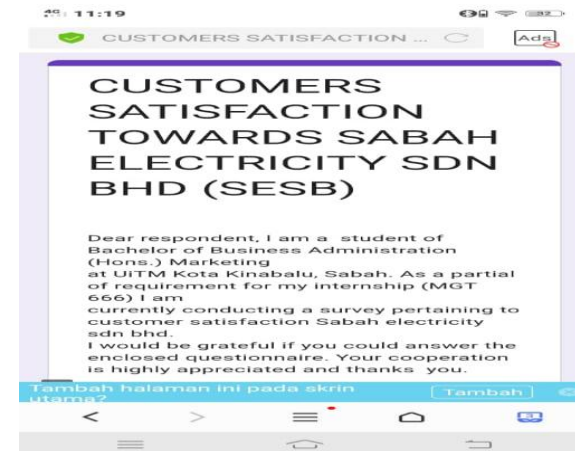 4G 11:19
32
CUSTOMERS SATISFACTION ...
Ads
CUSTOMERS
SATISFACTION
TOWARDS SABAH
ELECTRICITY SDN
BHD (SESB)
Dear respondent, I am a student of
Bachelor of Business Administration
(Hons.) Marketing
at UiTM Kota Kinabalu, Sabah. As a partial
of requirement for my internship (MGT
666) I am
currently conducting a survey pertaining to
customer satisfaction Sabah electricity
sdn bhd.
I would be grateful if you could answer the
enclosed questionnaire. Your cooperation
is highly appreciated and thanks you.
Tambah halaman ini pada skrin
utama?
Tambah